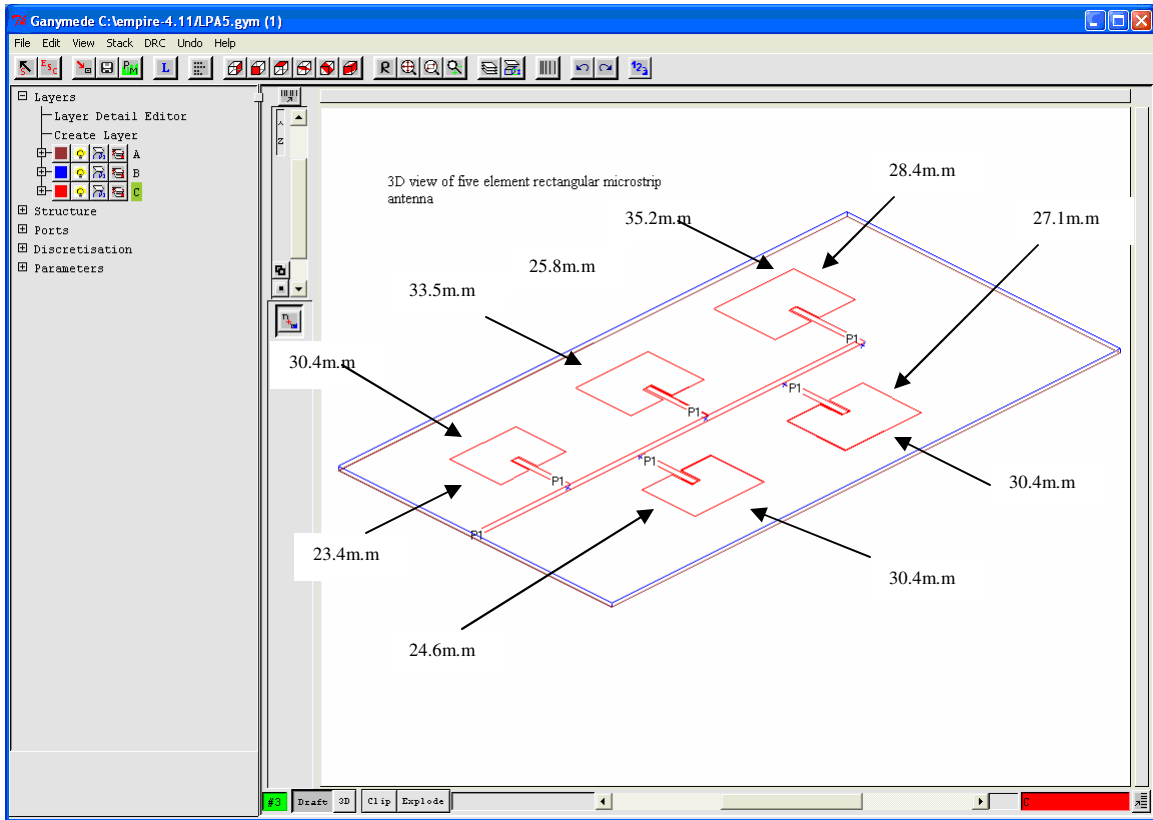 Ganymede C:\empire-4.11/LPA5.gym (1)
File Edit View Stack DRC Undo Help
Layers
Layer Detail Editor
Create Layer
A
B
C
Structure
Ports
Discretisation
Parameters
3D view of five element rectangular microstrip
antenna
28.4m.m
35.2m.m
27.1m.m
25.8m.m
33.5m.m
30.4m.m
P1
P1
P1
P1
P1
P1
30.4m.m
23.4m.m
30.4m.m
24.6m.m
#3 Draft 3D Clip Explode C